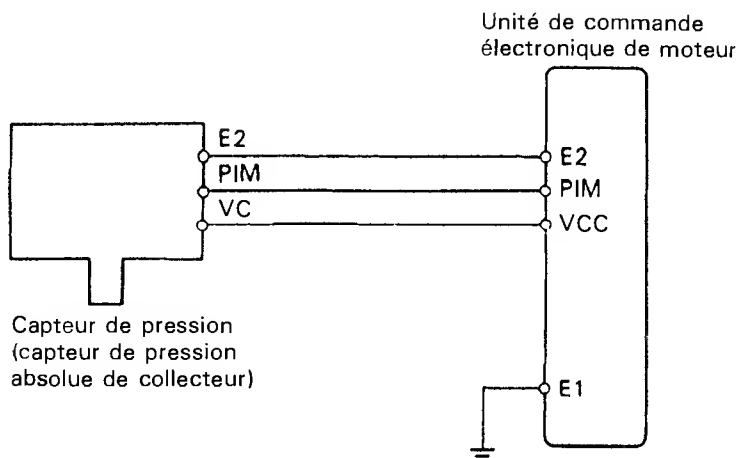 Unité de commande
électronique de moteur
E2
PIM
VC
E2
PIM
VCC
Capteur de pression
(capteur de pression
absolue de collecteur)
E1